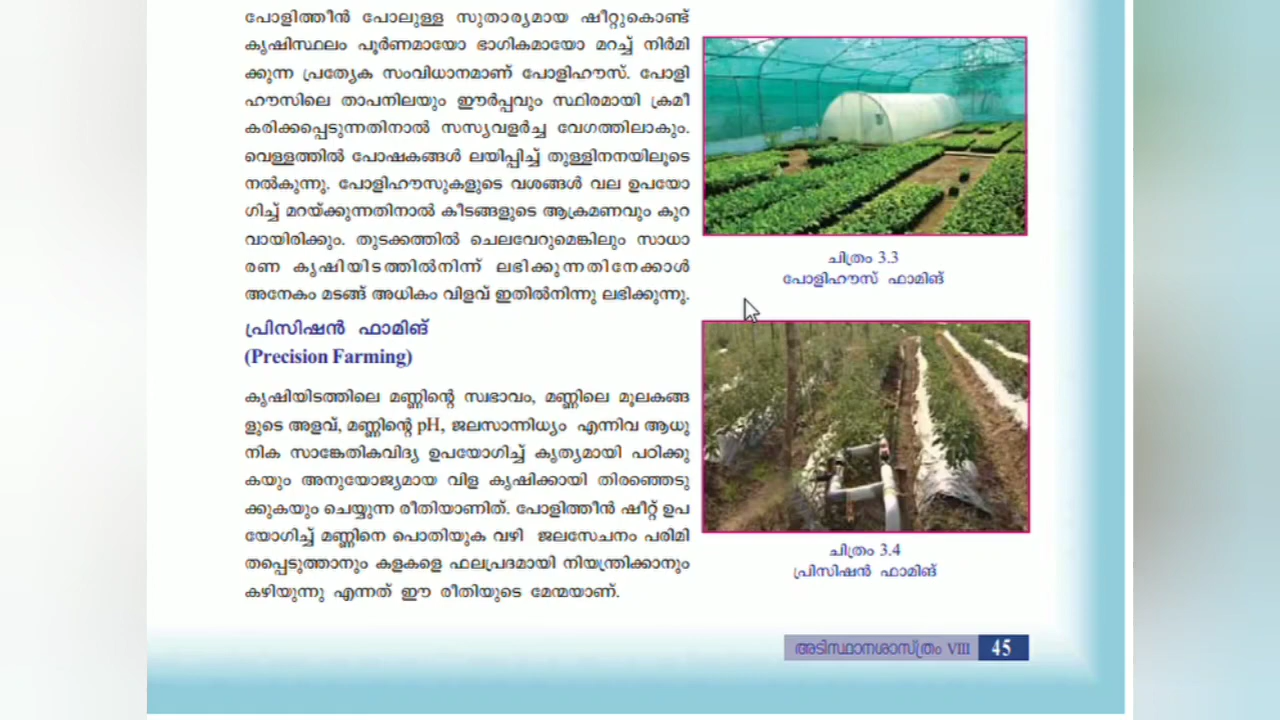 പോളിത്തീൻ പോലുള്ള സുതാര്യമായ ഷീറ്റുകൊണ്ട്
കൃഷിസ്ഥലം പൂർണമായോ ഭാഗികമായോ മറച്ച് നിർമി
ക്കുന്ന പ്രത്യേക സംവിധാനമാണ് പോളിഹൗസ്. പോളി
ഹൗസിലെ താപനിലയും ഈർപ്പവും സ്ഥിരമായി ക്രമീ
കരിക്കപ്പെടുന്നതിനാൽ സസ്യവളർച്ച വേഗത്തിലാകും.
വെള്ളത്തിൽ പോഷകങ്ങൾ ലയിപ്പിച്ച് തുള്ളിനനയിലൂടെ
നൽകുന്നു. പോളിഹൗസുകളുടെ വശങ്ങൾ വല ഉപയോ
ഗിച്ച് മറയ്ക്കുന്നതിനാൽ കീടങ്ങളുടെ ആക്രമണവും കുറ
വായിരിക്കും. തുടക്കത്തിൽ ചെലവേറുമെങ്കിലും സാധാ
രണ കൃഷിയിടത്തിൽനിന്ന് ലഭിക്കുന്നതിനേക്കാൾ
അനേകം മടങ്ങ് അധികം വിളവ് ഇതിൽനിന്നു ലഭിക്കുന്നു.
ചിത്രം 3.3
പോളിഹൗസ് ഫാമിങ്
പ്രിസിഷൻ ഫാമിങ്
(Precision Farming)
കൃഷിയിടത്തിലെ മണ്ണിന്റെ സ്വഭാവം, മണ്ണിലെ മൂലകങ്ങ
ളുടെ അളവ്, മണ്ണിന്റെ pH, ജലസാന്നിധ്യം എന്നിവ ആധു
നിക സാങ്കേതികവിദ്യ ഉപയോഗിച്ച് കൃത്യമായി പഠിക്കു
കയും അനുയോജ്യമായ വിള കൃഷിക്കായി തിരഞ്ഞെടു
ക്കുകയും ചെയ്യുന്ന രീതിയാണിത്. പോളിത്തീൻ ഷീറ്റ് ഉപ
യോഗിച്ച് മണ്ണിനെ പൊതിയുക വഴി ജലസേചനം പരിമി
തപ്പെടുത്താനും കളകളെ ഫലപ്രദമായി നിയന്ത്രിക്കാനും
കഴിയുന്നു എന്നത് ഈ രീതിയുടെ മേന്മയാണ്.
ചിത്രം 3.4
പ്രിസിഷൻ ഫാമിങ്
അടിസ്ഥാനശാസ്ത്രം VIII 45